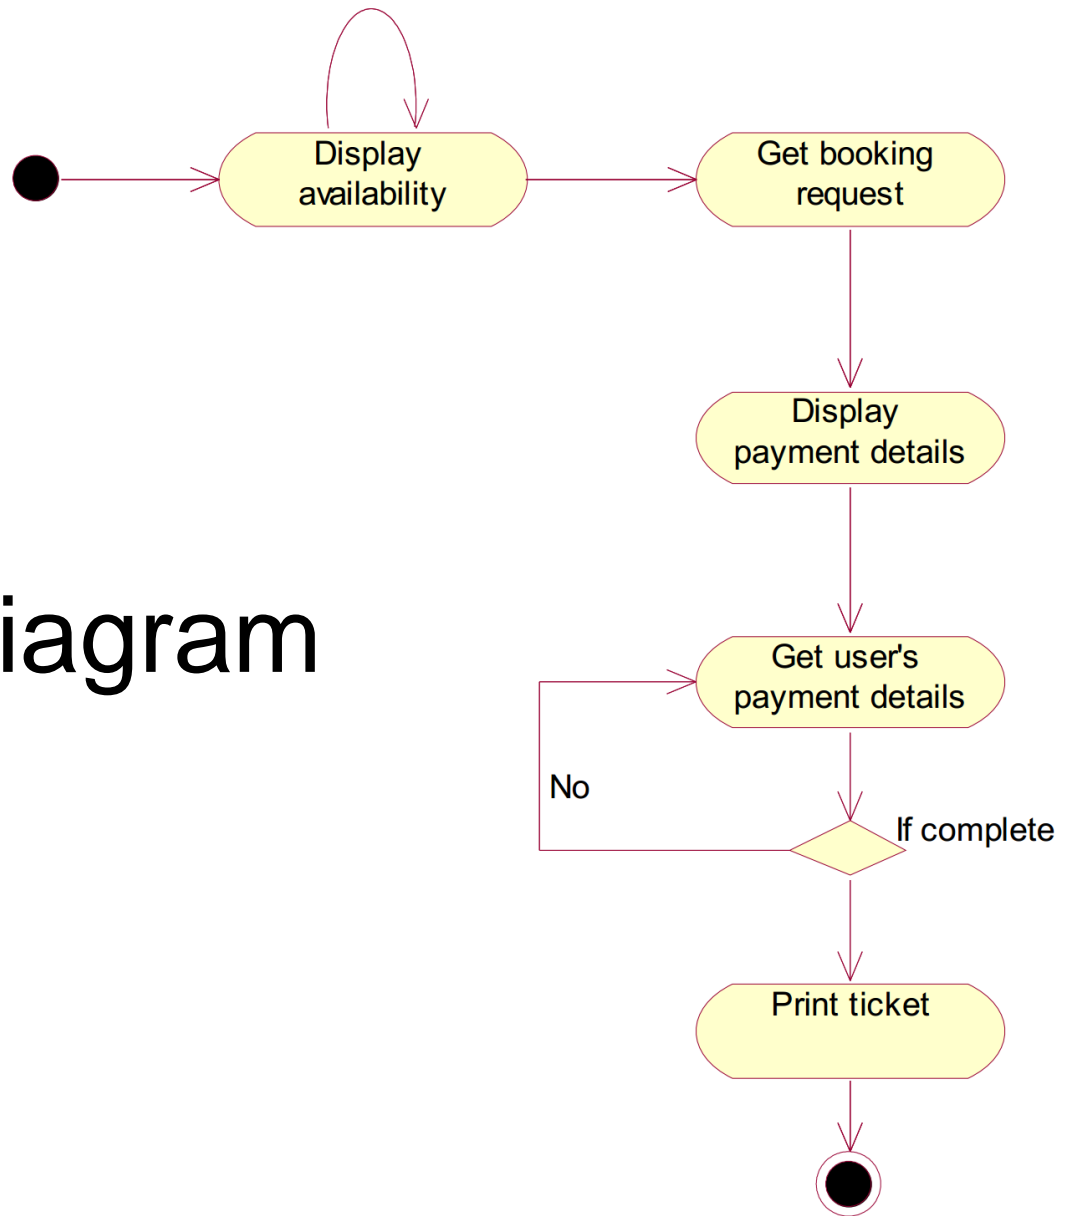 Display
availability
Get booking
request
Display
payment details
iagram
Get user's
payment details
No
If complete
Print ticket